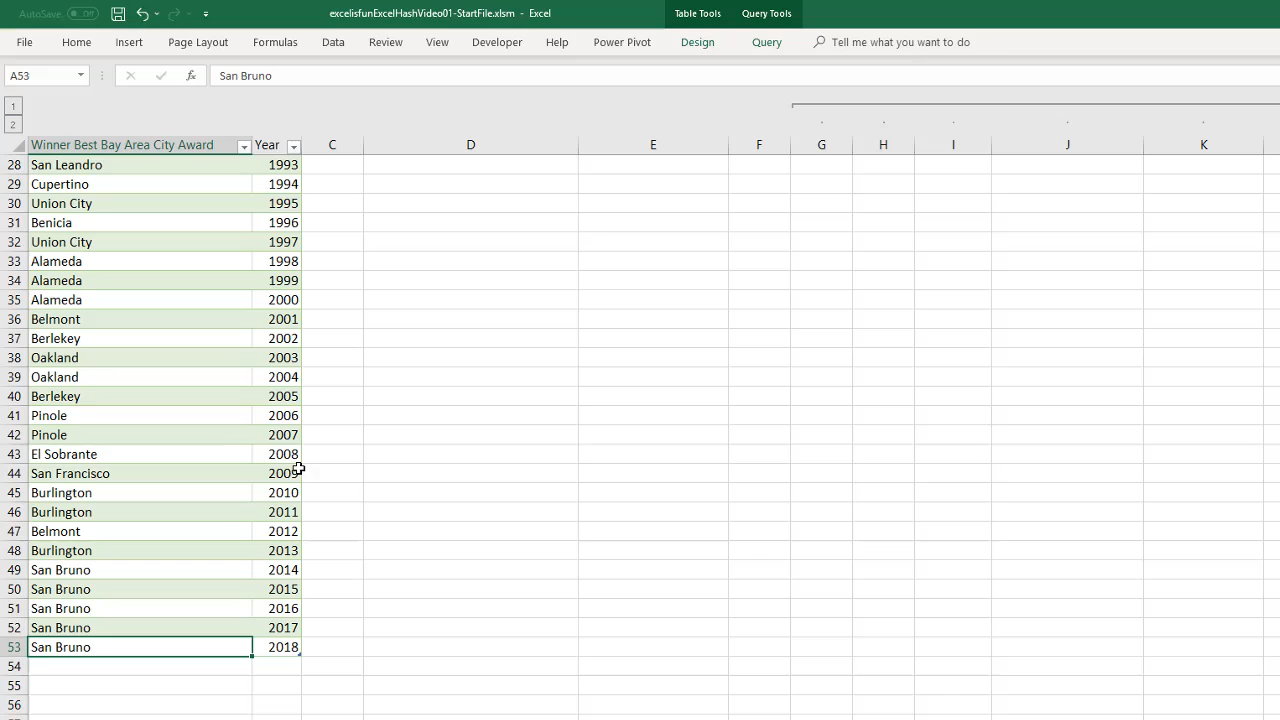 AutoSave Off excelisfunExcelHashVideo01-StartFile.xlsm - Excel Table Tools Query Tools
File Home Insert Page Layout Formulas Data Review View Developer Help Power Pivot Design Query Tell me what you want to do
A53 fx San Bruno
1
2
Winner Best Bay Area City Award Year C D E F G H I J K
28 San Leandro 1993
29 Cupertino 1994
30 Union City 1995
31 Benicia 1996
32 Union City 1997
33 Alameda 1998
34 Alameda 1999
35 Alameda 2000
36 Belmont 2001
37 Berlekey 2002
38 Oakland 2003
39 Oakland 2004
40 Berlekey 2005
41 Pinole 2006
42 Pinole 2007
43 El Sobrante 2008
44 San Francisco 2009
45 Burlington 2010
46 Burlington 2011
47 Belmont 2012
48 Burlington 2013
49 San Bruno 2014
50 San Bruno 2015
51 San Bruno 2016
52 San Bruno 2017
53 San Bruno 2018
54
55
56